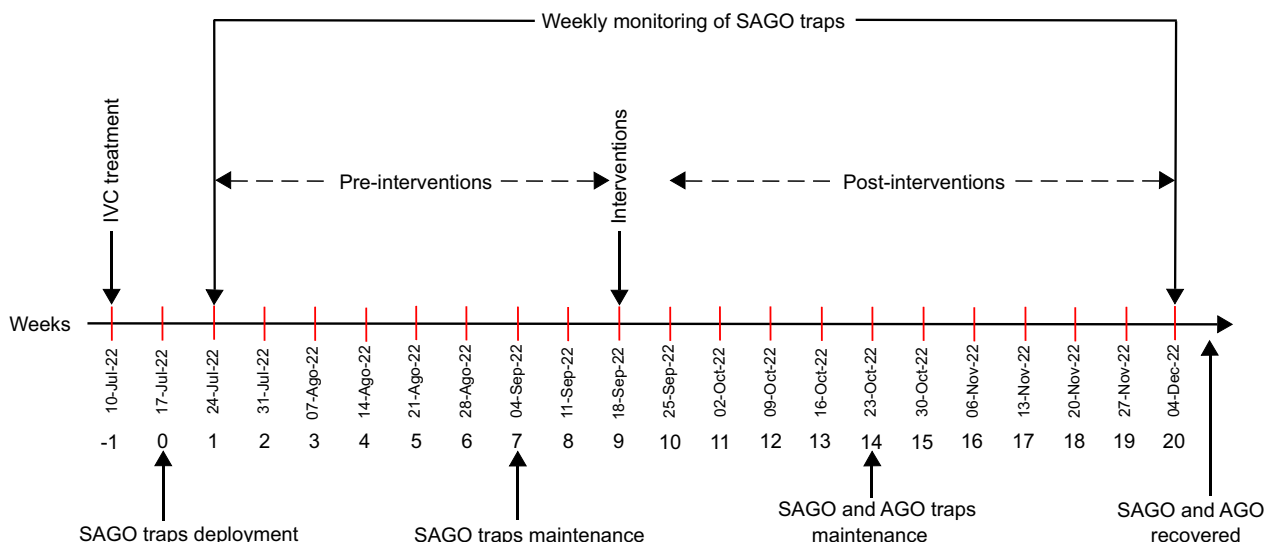 Weekly monitoring of SAGO traps
IVC treatment
Interventions
Pre-interventions
Post-interventions
Weeks
10-Jul-22
17-Jul-22
24-Jul-22
31-Jul-22
07-Ago-22
14-Ago-22
21-Ago-22
28-Ago-22
04-Sep-22
11-Sep-22
18-Sep-22
25-Sep-22
02-Oct-22
09-Oct-22
16-Oct-22
23-Oct-22
30-Oct-22
06-Nov-22
13-Nov-22
20-Nov-22
27-Nov-22
04-Dec-22
-1 0 1 2 3 4 5 6 7 8 9 10 11 12 13 14 15 16 17 18 19 20
SAGO traps deployment
SAGO traps maintenance
SAGO and AGO traps
maintenance
SAGO and AGO
recovered